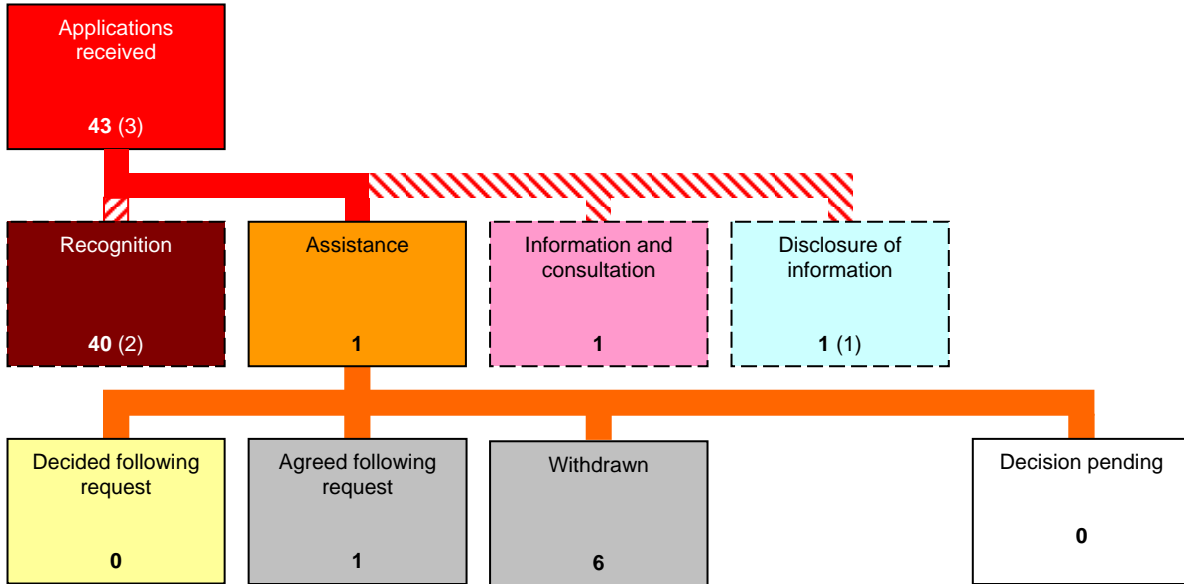 Applications
received
43 (3)
Recognition
40 (2)
Assistance
1
Information and
consultation
1
Disclosure of
information
1 (1)
Decided following
request
0
Agreed following
request
1
Withdrawn
6
Decision pending
0